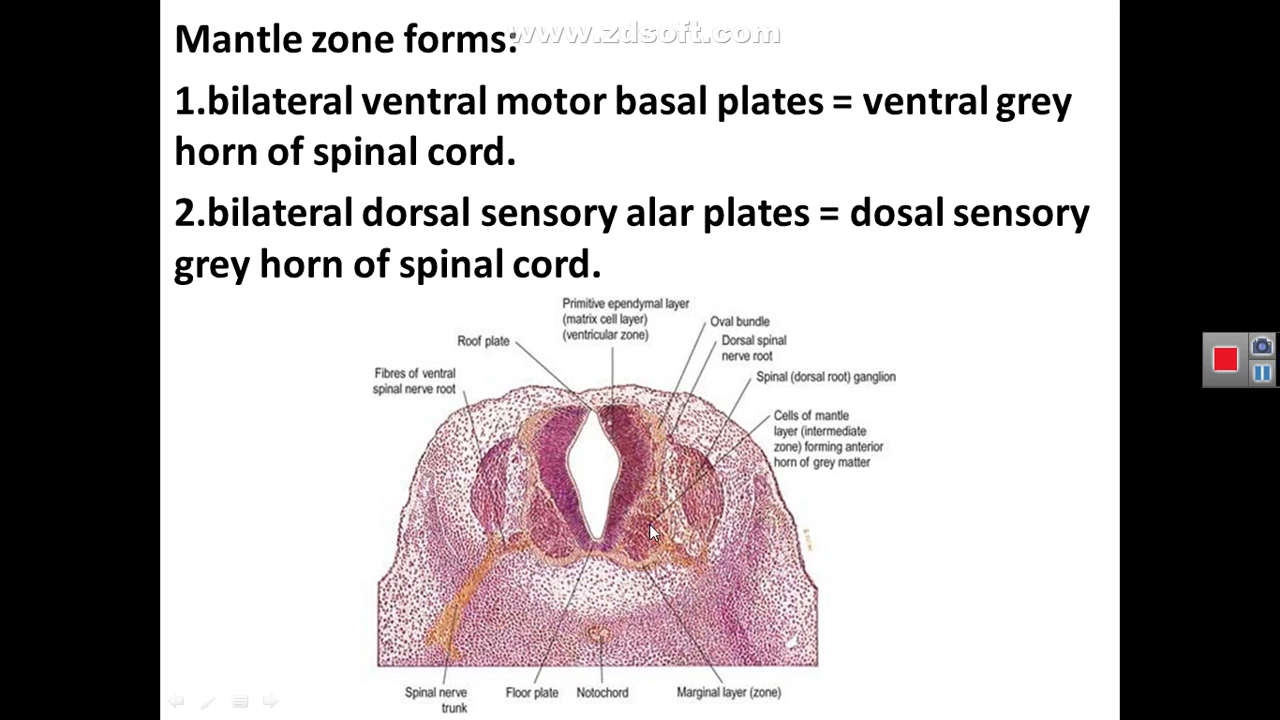 Mantle zone forms:
www.zdsoft.com
1.bilateral ventral motor basal plates = ventral grey
horn of spinal cord.
2.bilateral dorsal sensory alar plates = dosal sensory
grey horn of spinal cord.
Primitive ependymal layer
(matrix cell layer)
(ventricular zone)
Roof plate
Oval bundle
Dorsal spinal
nerve root
Fibres of ventral
spinal nerve root
Spinal (dorsal root) ganglion
Cells of mantle
layer (intermediate
zone) forming anterior
horn of grey matter
Spinal nerve
trunk
Floor plate
Notochord
Marginal layer (zone)